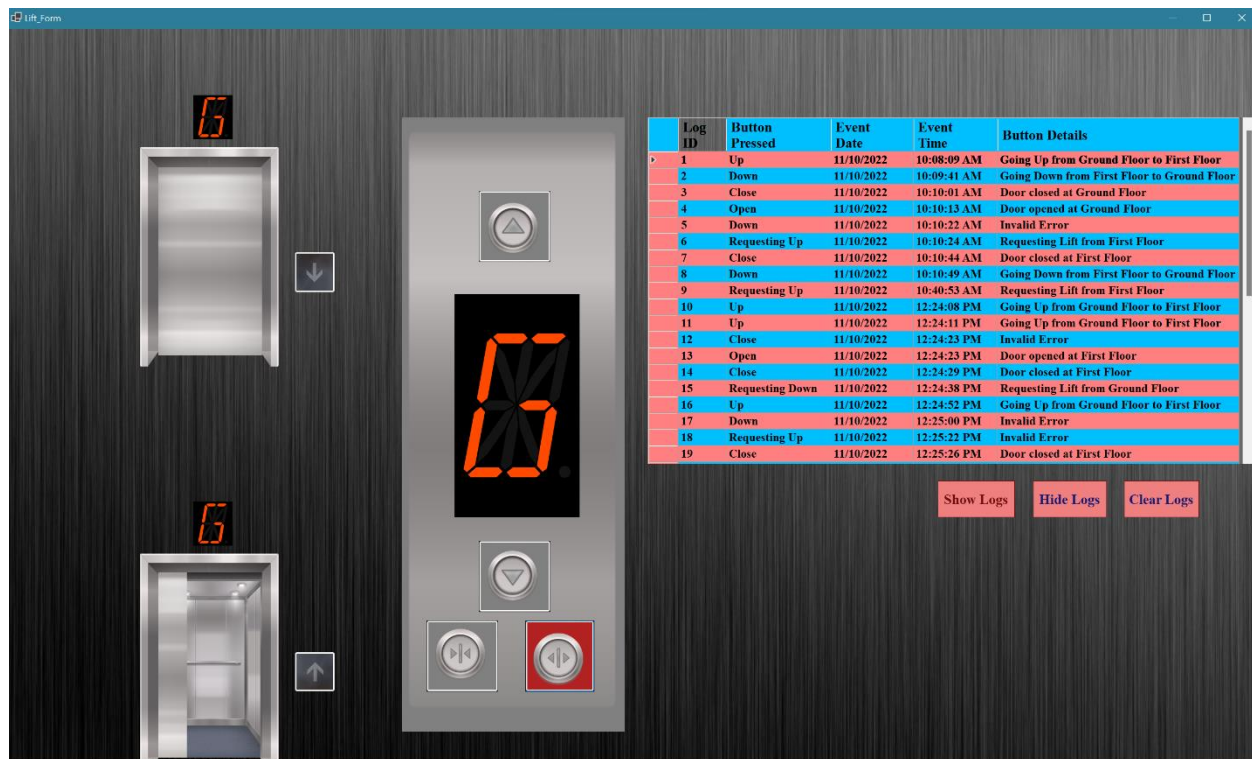 Lift_Form
G
Log ID Button Pressed Event Date Event Time Button Details
1 Up 11/10/2022 10:08:09 AM Going Up from Ground Floor to First Floor
2 Down 11/10/2022 10:09:41 AM Going Down from First Floor to Ground Floor
3 Close 11/10/2022 10:10:01 AM Door closed at Ground Floor
4 Open 11/10/2022 10:10:13 AM Door opened at Ground Floor
5 Down 11/10/2022 10:10:22 AM Invalid Error
6 Requesting Up 11/10/2022 10:10:24 AM Requesting Lift from First Floor
7 Close 11/10/2022 10:10:44 AM Door closed at First Floor
8 Down 11/10/2022 10:10:49 AM Going Down from First Floor to Ground Floor
9 Requesting Up 11/10/2022 10:40:53 AM Requesting Lift from First Floor
10 Up 11/10/2022 12:24:08 PM Going Up from Ground Floor to First Floor
11 Up 11/10/2022 12:24:11 PM Going Up from Ground Floor to First Floor
12 Close 11/10/2022 12:24:23 PM Invalid Error
13 Open 11/10/2022 12:24:23 PM Door opened at First Floor
14 Close 11/10/2022 12:24:29 PM Door closed at First Floor
15 Requesting Down 11/10/2022 12:24:38 PM Requesting Lift from Ground Floor
16 Up 11/10/2022 12:24:52 PM Going Up from Ground Floor to First Floor
17 Down 11/10/2022 12:25:00 PM Invalid Error
18 Requesting Up 11/10/2022 12:25:22 PM Invalid Error
19 Close 11/10/2022 12:25:26 PM Door closed at First Floor
G
Show Logs Hide Logs Clear Logs
G